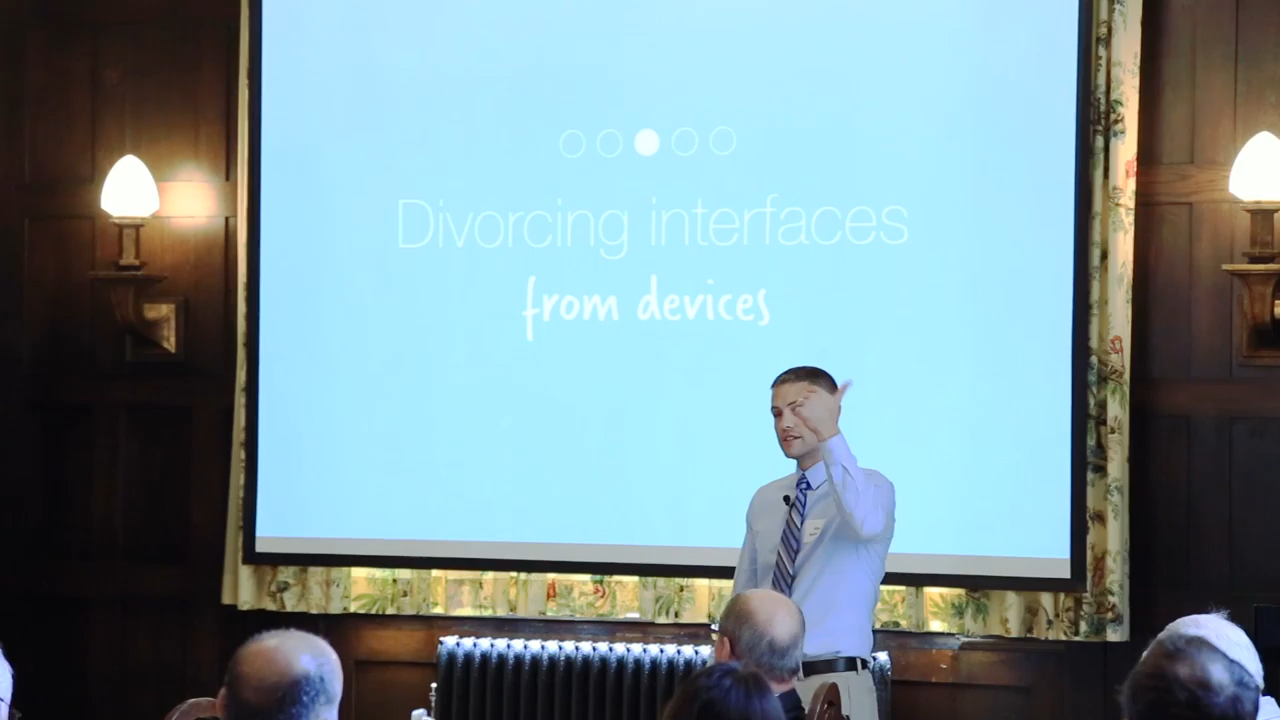 Divorcing interfaces
from devices